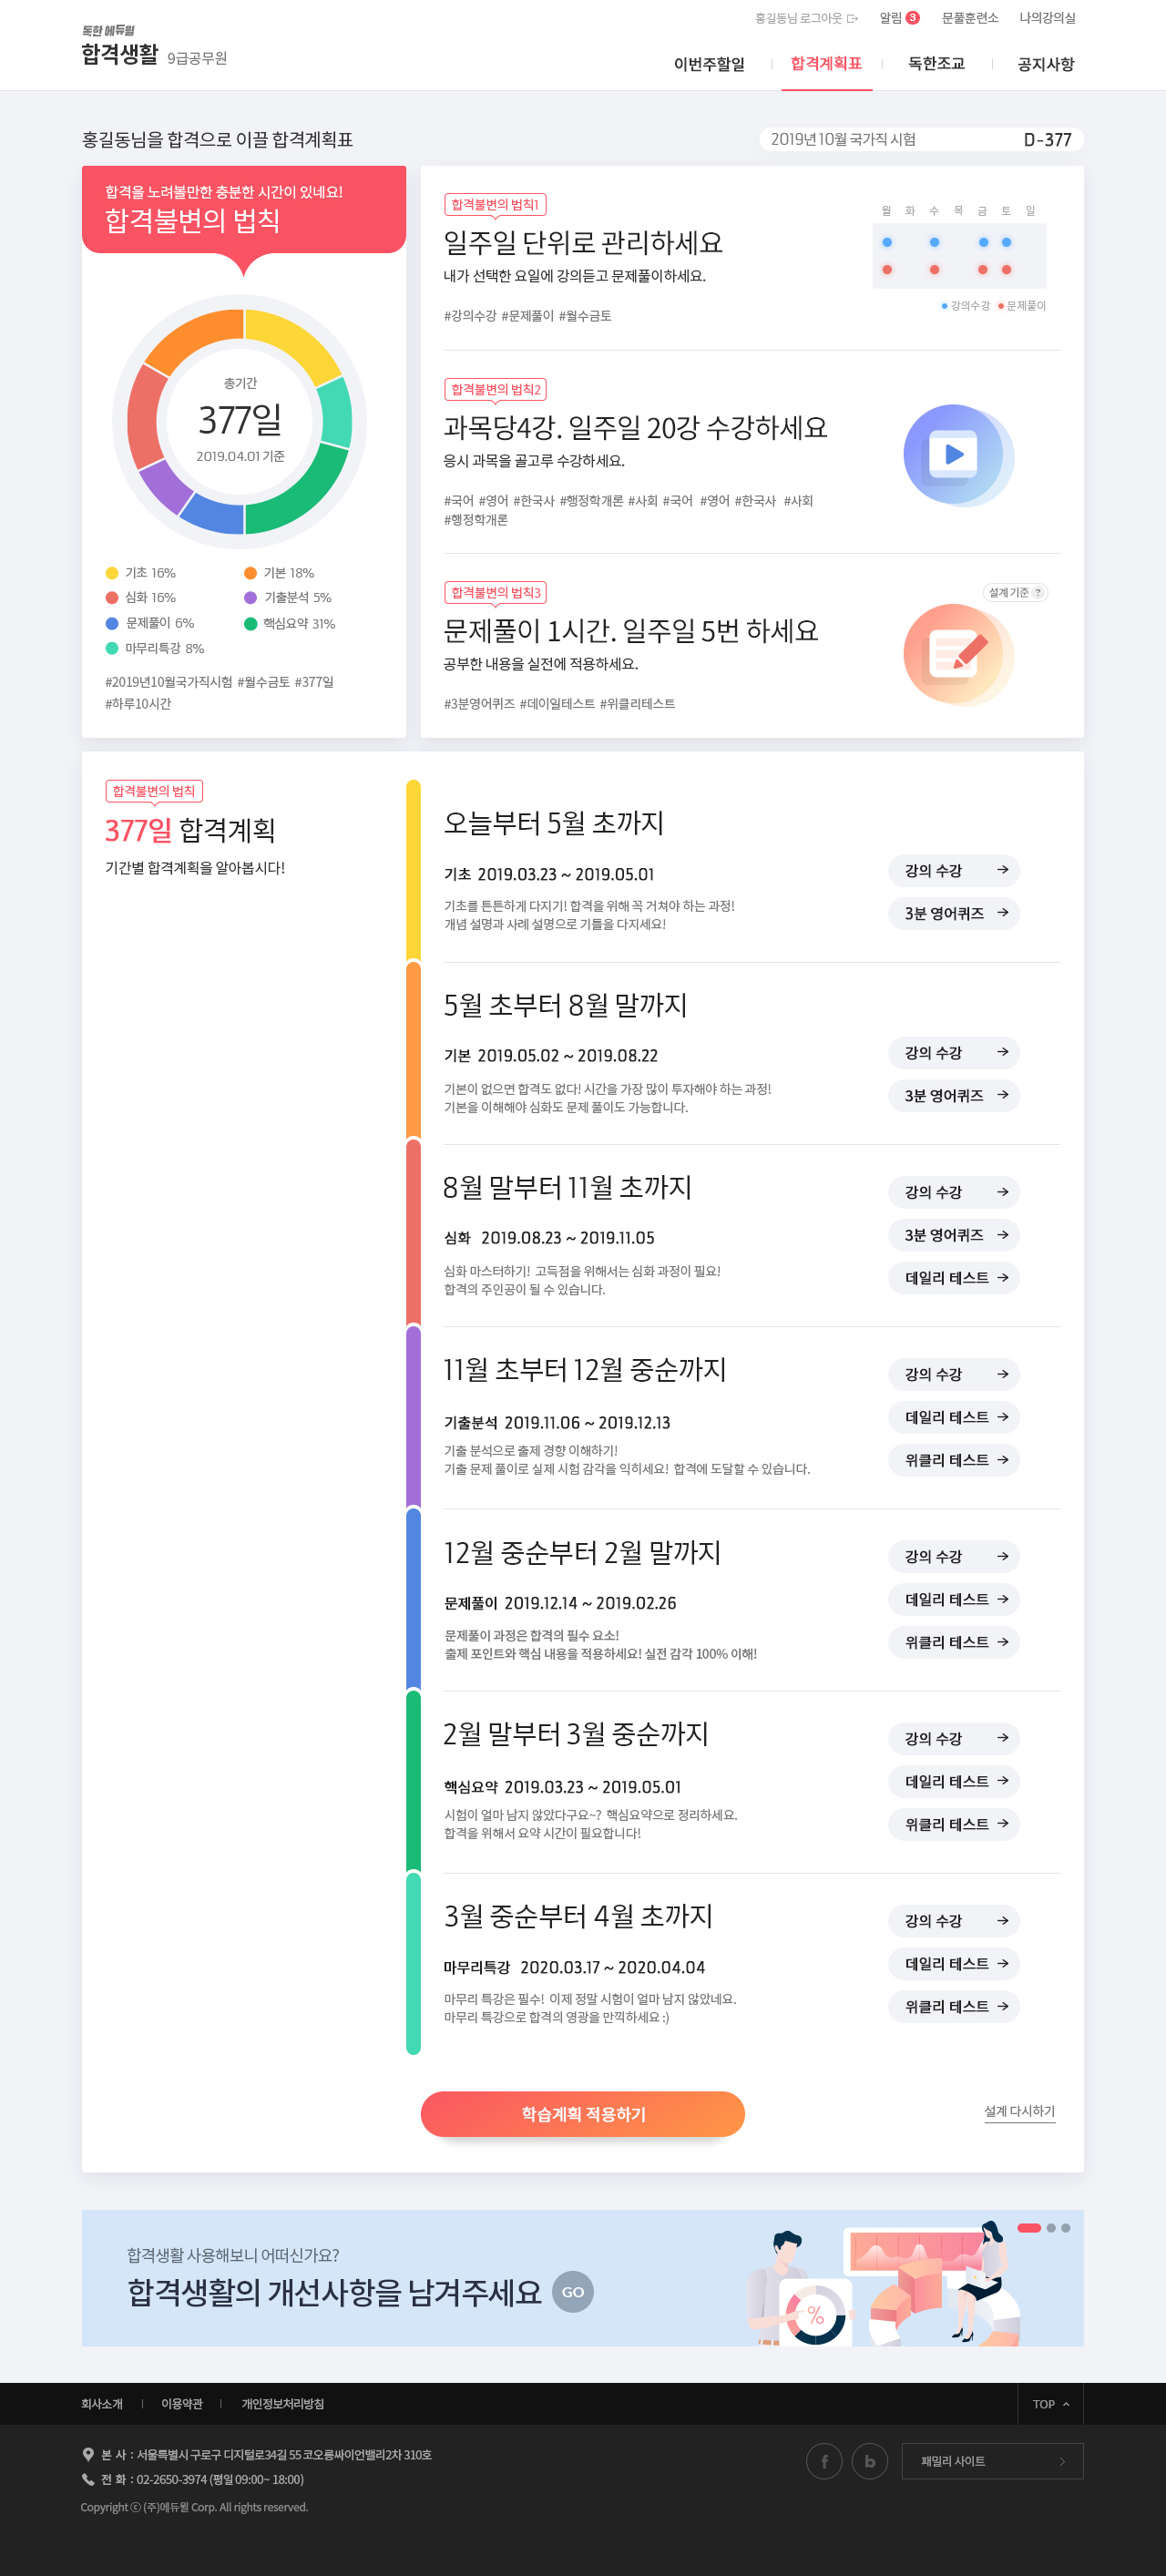 홍길동님 로그아웃 알림 3 문풀훈련소 나의강의실
독한 에듀윌
합격생활 9급공무원
이번주할일 합격계획표 독한조교 공지사항
홍길동님을 합격으로 이끌 합격계획표
2019년 10월 국가직 시험 D-377
합격을 노려볼만한 충분한 시간이 있네요!
합격불변의 법칙
총기간
377일
2019.04.01 기준
기초 16% 기본 18%
심화 16% 기출분석 5%
문제풀이 6% 핵심요약 31%
마무리특강 8%
#2019년10월국가직시험 #월수금토 #377일
#하루10시간
합격불변의 법칙1
일주일 단위로 관리하세요
내가 선택한 요일에 강의듣고 문제풀이하세요.
#강의수강 #문제풀이 #월수금토
월 화 수 목 금 토 일
강의수강 문제풀이
합격불변의 법칙2
과목당4강. 일주일 20강 수강하세요
응시 과목을 골고루 수강하세요.
#국어 #영어 #한국사 #행정학개론 #사회 #국어 #영어 #한국사 #사회
#행정학개론
합격불변의 법칙3
설계기준 ?
문제풀이 1시간. 일주일 5번 하세요
공부한 내용을 실전에 적용하세요.
#3분영어퀴즈 #데이일테스트 #위클리테스트
합격불변의 법칙
377일 합격계획
기간별 합격계획을 알아봅시다!
오늘부터 5월 초까지
기초 2019.03.23 ~ 2019.05.01
기초를 튼튼하게 다지기! 합격을 위해 꼭 거쳐야 하는 과정!
개념 설명과 사례 설명으로 기틀을 다지세요!
강의 수강
3분 영어퀴즈
5월 초부터 8월 말까지
기본 2019.05.02 ~ 2019.08.22
기본이 없으면 합격도 없다! 시간을 가장 많이 투자해야 하는 과정!
기본을 이해해야 심화도 문제 풀이도 가능합니다.
강의 수강
3분 영어퀴즈
8월 말부터 11월 초까지
심화 2019.08.23 ~ 2019.11.05
심화 마스터하기! 고득점을 위해서는 심화 과정이 필요!
합격의 주인공이 될 수 있습니다.
강의 수강
3분 영어퀴즈
데일리 테스트
11월 초부터 12월 중순까지
기출분석 2019.11.06 ~ 2019.12.13
기출 분석으로 출제 경향 이해하기!
기출 문제 풀이로 실제 시험 감각을 익히세요! 합격에 도달할 수 있습니다.
강의 수강
데일리 테스트
위클리 테스트
12월 중순부터 2월 말까지
문제풀이 2019.12.14 ~ 2019.02.26
문제풀이 과정은 합격의 필수 요소!
출제 포인트와 핵심 내용을 적용하세요! 실전 감각 100% 이해!
강의 수강
데일리 테스트
위클리 테스트
2월 말부터 3월 중순까지
핵심요약 2019.03.23 ~ 2019.05.01
시험이 얼마 남지 않았다구요~? 핵심요약으로 정리하세요.
합격을 위해서 요약 시간이 필요합니다!
강의 수강
데일리 테스트
위클리 테스트
3월 중순부터 4월 초까지
마무리특강 2020.03.17 ~ 2020.04.04
마무리 특강은 필수! 이제 정말 시험이 얼마 남지 않았네요.
마무리 특강으로 합격의 영광을 만끽하세요 :)
강의 수강
데일리 테스트
위클리 테스트
학습계획 적용하기
설계 다시하기
합격생활 사용해보니 어떠신가요?
합격생활의 개선사항을 남겨주세요 GO
%
회사소개 이용약관 개인정보처리방침 TOP
본 사 : 서울특별시 구로구 디지털로34길 55 코오롱싸이언밸리2차 310호
전 화 : 02-2650-3974 (평일 09:00~ 18:00)
f b 패밀리 사이트
Copyright ⓒ (주)에듀윌 Corp. All rights reserved.